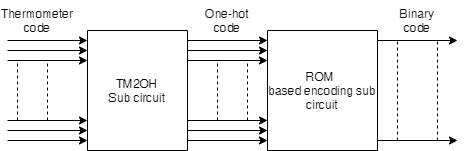 Thermometer
code
One-hot
code
Binary
code
TM2OH
Sub circuit
ROM
based encoding sub
circuit